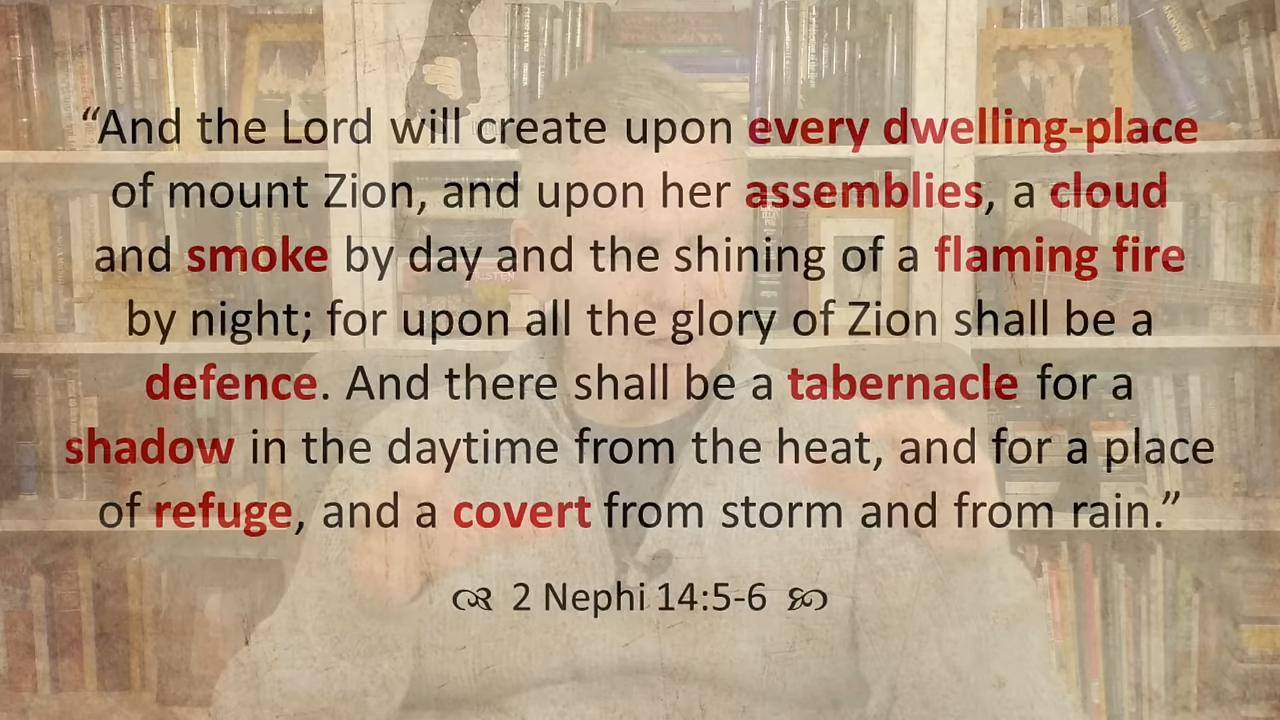 “And the Lord will create upon every dwelling-place
of mount Zion, and upon her assemblies, a cloud
and smoke by day and the shining of a flaming fire
by night; for upon all the glory of Zion shall be a
defence. And there shall be a tabernacle for a
shadow in the daytime from the heat, and for a place
of refuge, and a covert from storm and from rain.”
2 Nephi 14:5-6